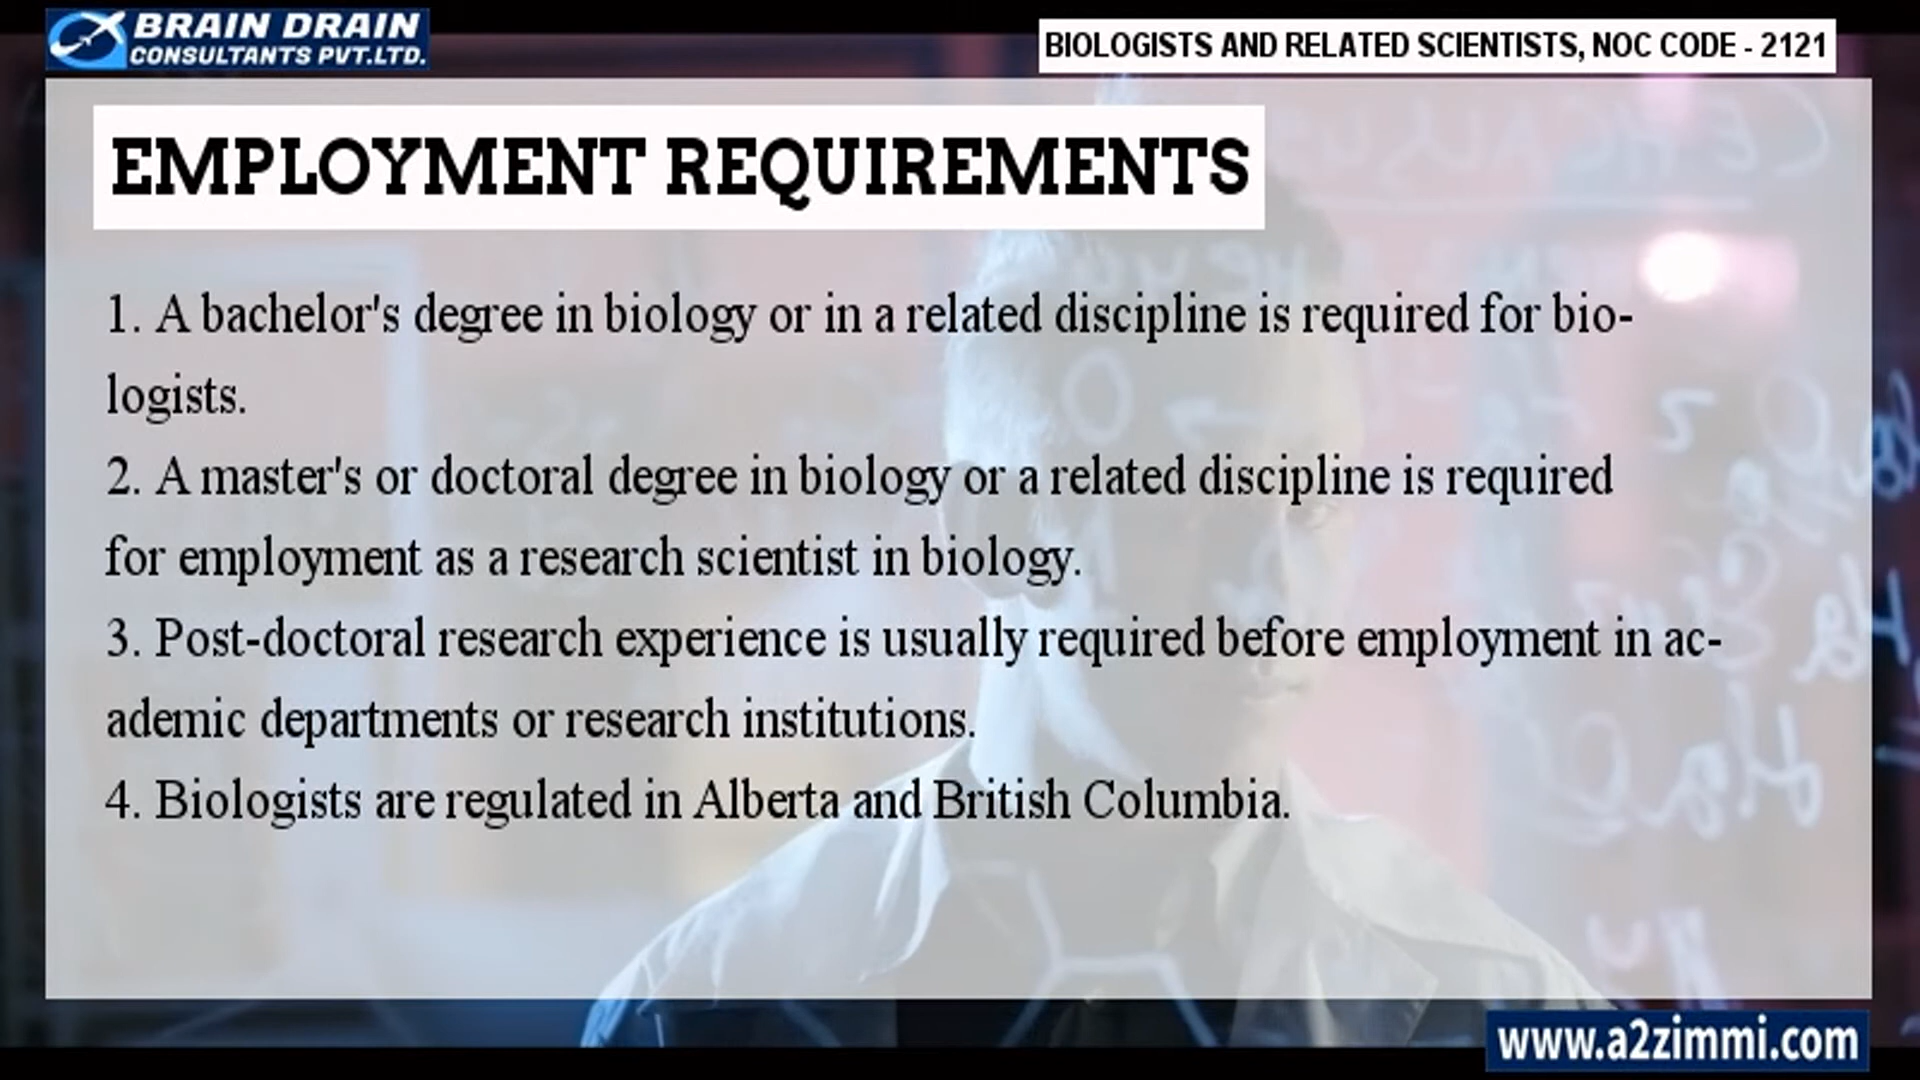 BRAIN DRAIN
CONSULTANTS PVT.LTD.
BIOLOGISTS AND RELATED SCIENTISTS, NOC CODE - 2121
EMPLOYMENT REQUIREMENTS
1. A bachelor's degree in biology or in a related discipline is required for bio-
logists.
2. A master's or doctoral degree in biology or a related discipline is required
for employment as a research scientist in biology.
3. Post-doctoral research experience is usually required before employment in ac-
ademic departments or research institutions.
4. Biologists are regulated in Alberta and British Columbia.
www.a2zimmi.com